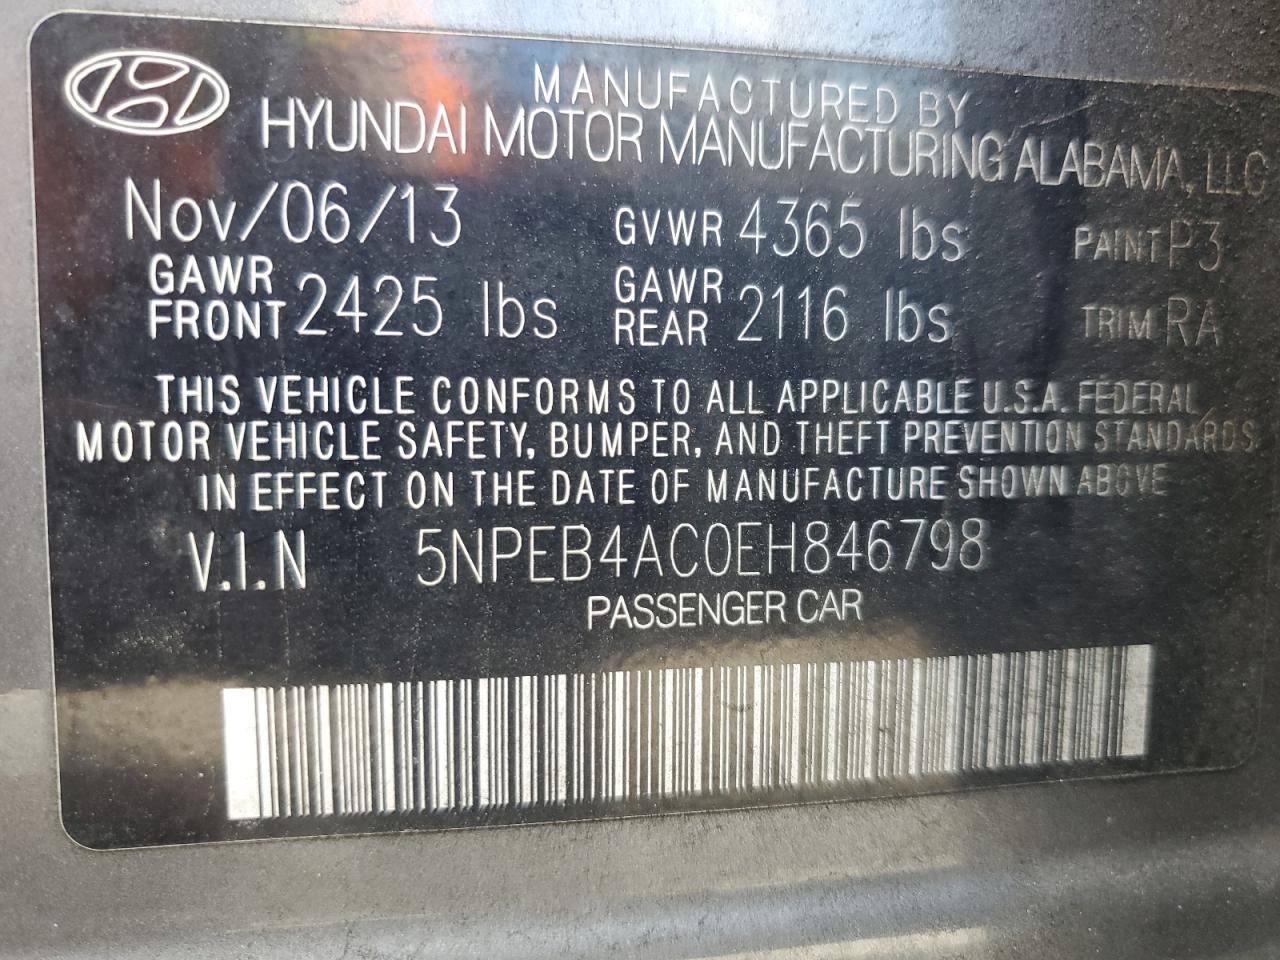 MANUFACTURED BY
HYUNDAI MOTOR MANUFACTURING ALABAMA, LLC
Nov/06/13 GVWR 4365 lbs PAINT P3
GAWR FRONT 2425 lbs GAWR REAR 2116 lbs TRIM RA
THIS VEHICLE CONFORMS TO ALL APPLICABLE U.S.A. FEDERAL
MOTOR VEHICLE SAFETY, BUMPER, AND THEFT PREVENTION STANDARDS
IN EFFECT ON THE DATE OF MANUFACTURE SHOWN ABOVE
V.I.N 5NPEB4AC0EH846798
PASSENGER CAR